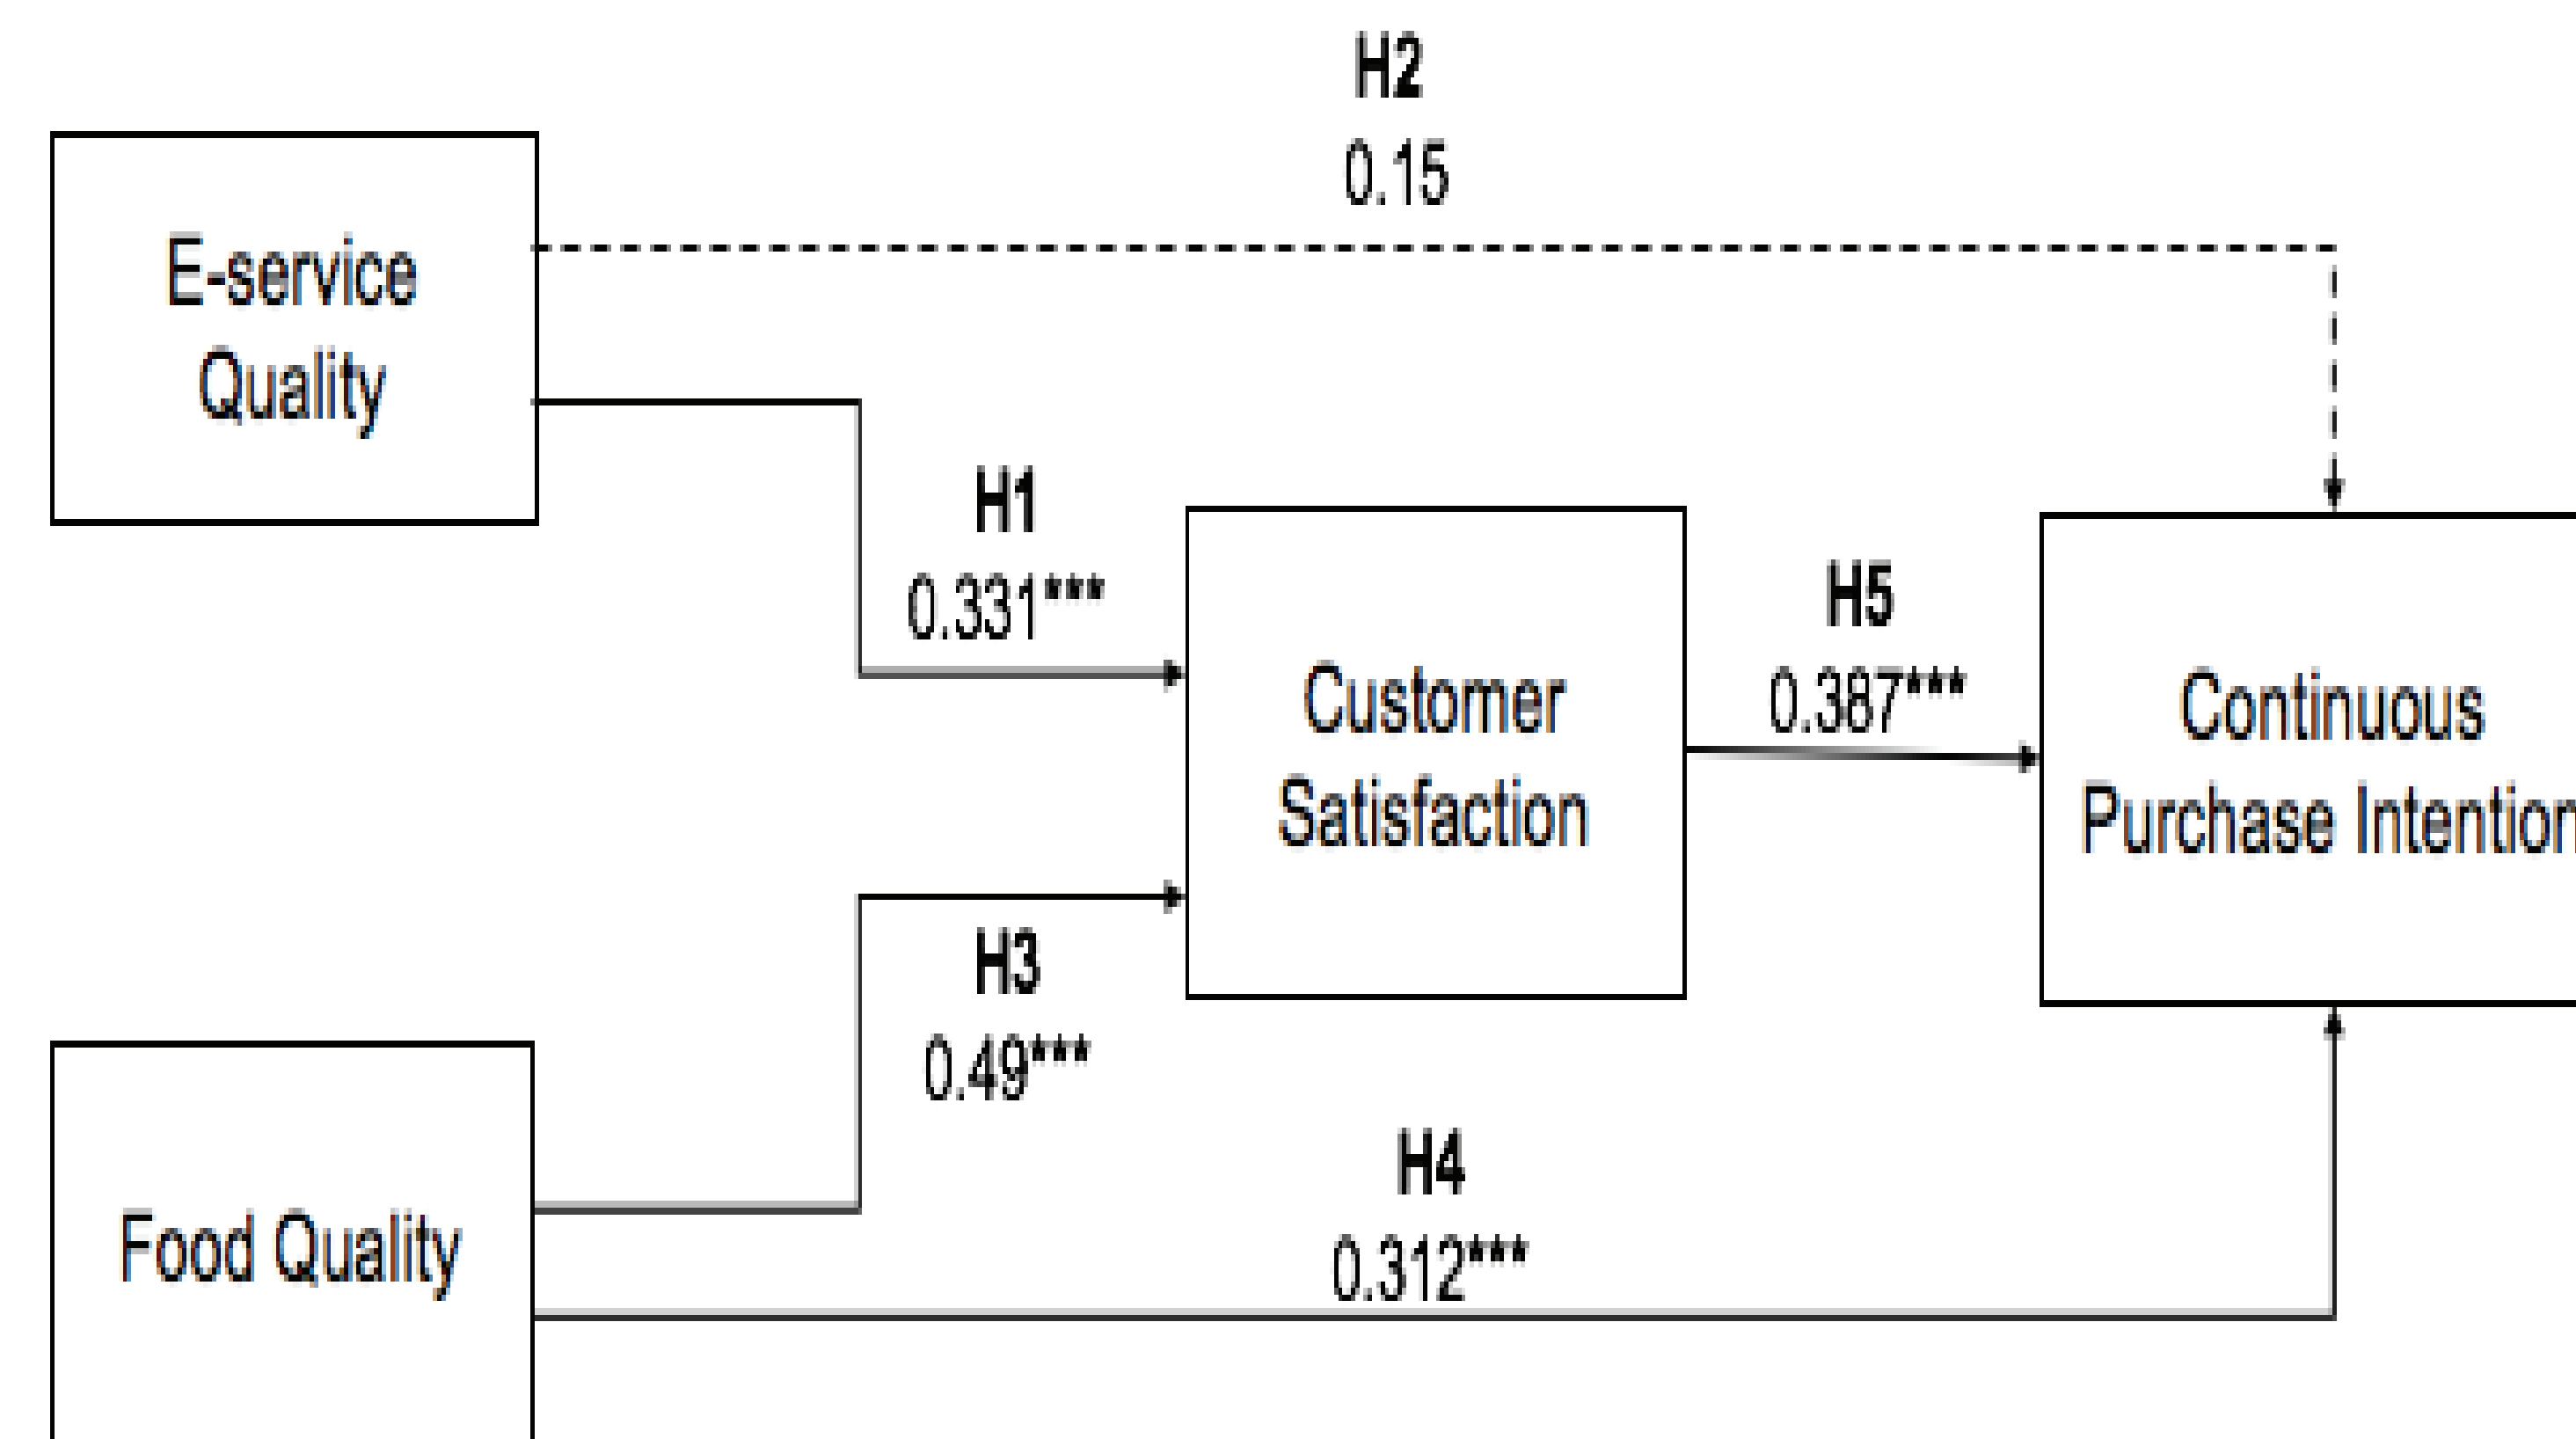 H2
0.15
E-service
Quality
H1
0.331***
H5
0.387***
Customer
Satisfaction
Continuous
Purchase Intention
H3
0.49***
H4
0.312***
Food Quality